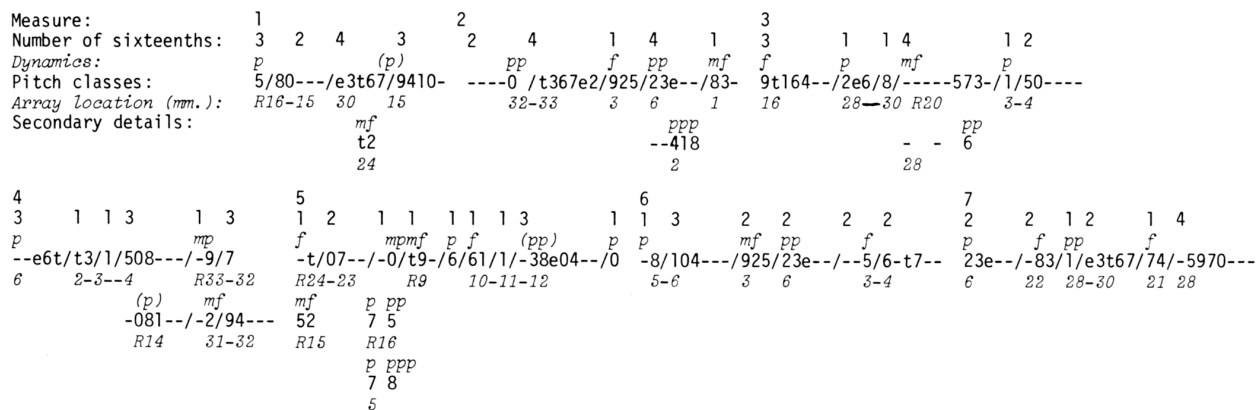 Measure: 1 2 3
Number of sixteenths: 3 2 4 3 2 4 1 4 1 3 1 1 4 1 2
Dynamics: p (p) pp f pp mf f p mf p
Pitch classes: 5/80---/e3t67/9410- ----0 /t367e2/925/23e--/83- 9t164--/2e6/8/-----573-/1/50----
Array location (mm.): R16-15 30 15 32-33 3 6 1 16 28—30 R20 3-4
Secondary details: mf ppp pp
t2 --418 - - 6
24 2 28
4 5 6 7
3 1 1 3 1 3 1 2 1 1 1 1 1 3 1 1 3 2 2 2 2 2 2 1 2 1 4
p mp f mp mf p f (pp) p p mf pp f p f pp f
--e6t/t3/1/508---/-9/7 -t/07--/-0/t9-/6/61/1/-38e04--/0 -8/104---/925/23e--/--5/6-t7-- 23e--/-83/1/e3t67/74/-5970---
6 2-3--4 R33-32 R24-23 R9 10-11-12 5-6 3 6 3-4 6 22 28-30 21 28
(p) mf mf p pp
-081--/-2/94--- 52 7 5
R14 31-32 R15 R16
p ppp
7 8
5